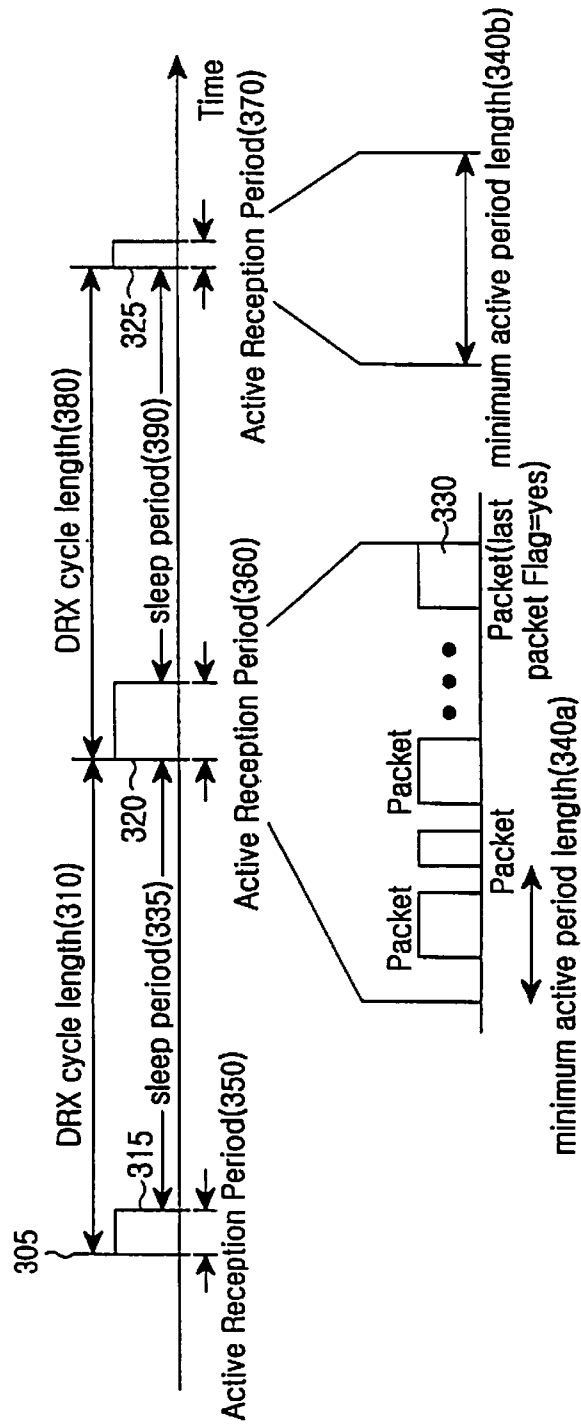 305
DRX cycle length(310)
DRX cycle length(380)
315
sleep period(335)
320
sleep period(390)
325
Time
Active Reception Period(350)
Active Reception Period(360)
Active Reception Period(370)
Packet
Packet
Packet
330
Packet(last
packet Flag=yes)
minimum active period length(340a)
minimum active period length(340b)